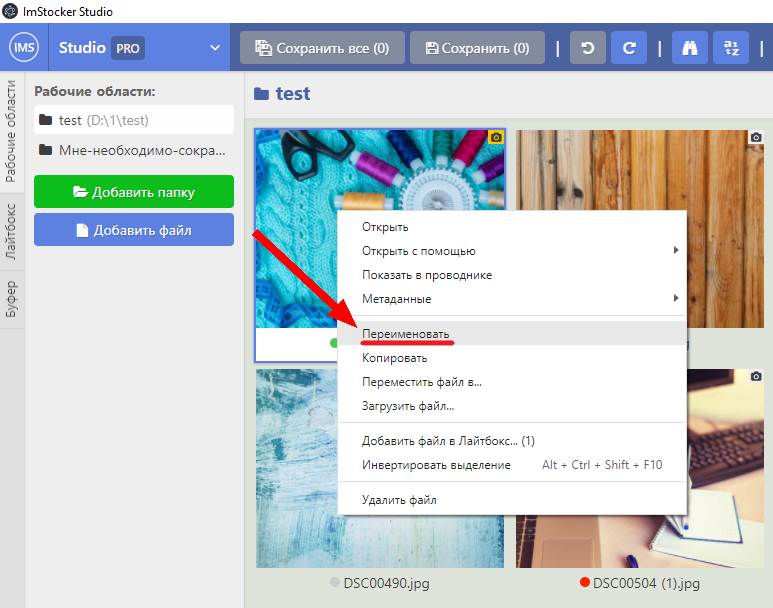 ImStocker Studio
IMS
Studio PRO
Сохранить все (0)
Сохранить (0)
Рабочие области
Лайтбокс
Буфер
Рабочие области:
test (D:\1\test)
Мне-необходимо-сокра...
Добавить папку
Добавить файл
test
Открыть
Открыть с помощью
Показать в проводнике
Метаданные
Переименовать
Копировать
Переместить файл в...
Загрузить файл...
Добавить файл в Лайтбокс... (1)
Инвертировать выделение Alt + Ctrl + Shift + F10
Удалить файл
DSC00490.jpg
DSC00504 (1).jpg